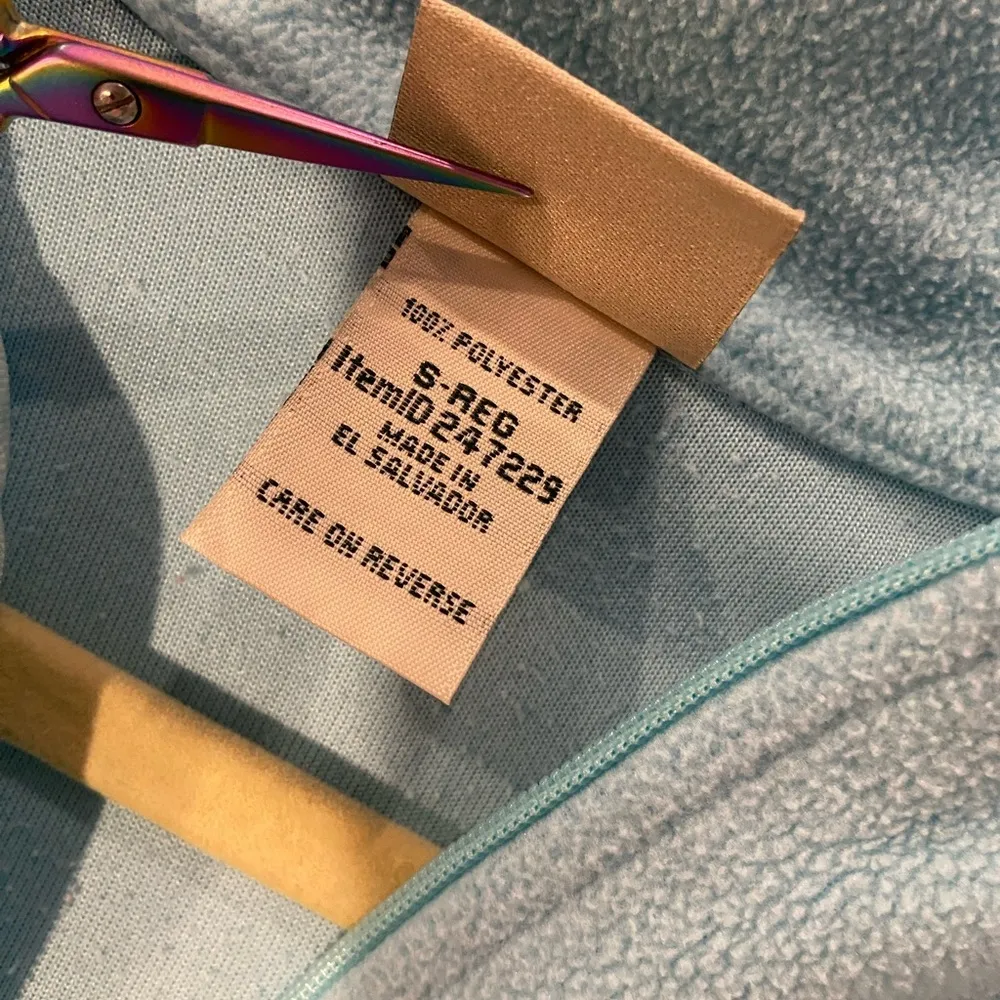 100% POLYESTER
S-REG
ItemID 247229
MADE IN
EL SALVADOR
CARE ON REVERSE